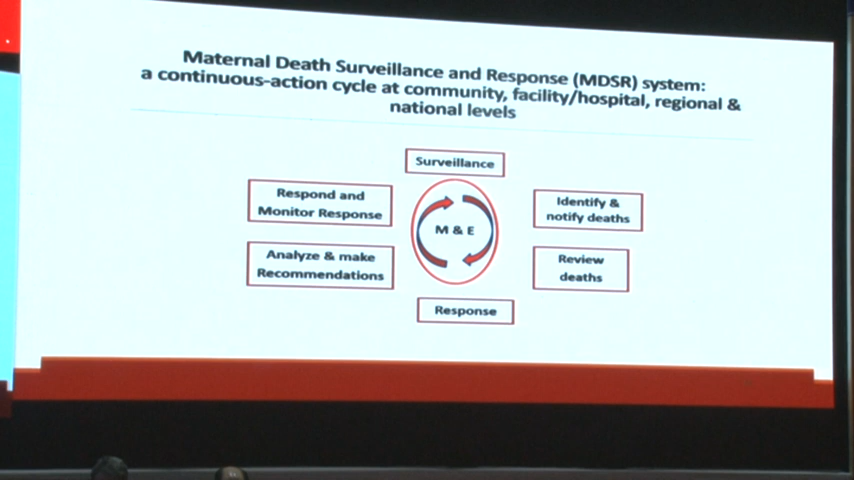 Maternal Death Surveillance and Response (MDSR) system:
a continuous-action cycle at community, facility/hospital, regional &
national levels
Surveillance
Respond and
Monitor Response
Identify &
notify deaths
M & E
Analyze & make
Recommendations
Review
deaths
Response